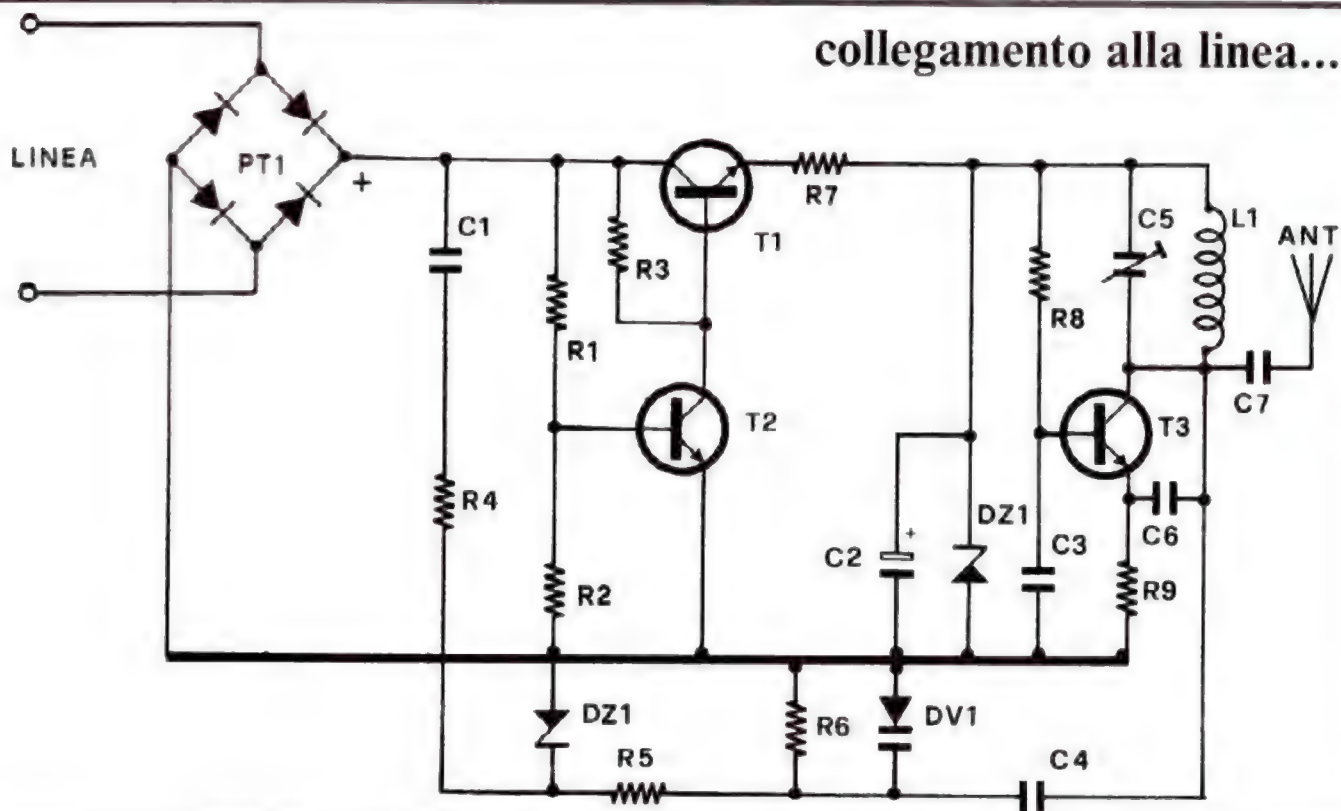 collegamento alla linea...
LINEA
PT1
+
C1
R3
T1
R7
C5
L1
ANT
R1
R8
T2
T3
C7
R4
C2
+
DZ1
C3
C6
R2
R9
DZ1
R6
DV1
R5
C4